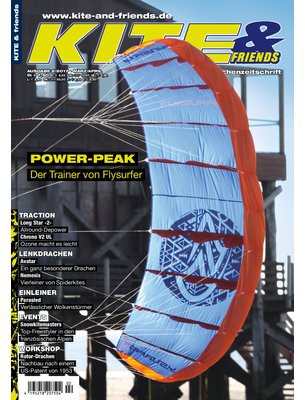 KITE & friends
www.kite-and-friends.de
KITE &
FRIENDS
POWER-PEAK
Der Trainer von Flysurfer
TRACTION
Long Star -2-
Allround-Depower
Chrono V2 UL
Ozone macht es leicht
LENKDRACHEN
Avatar
Ein ganz besonderer Drachen
Nemesis
Vierleiner von Spiderkites
EINLEINER
Parasled
Verlässlicher Wolkenstürmer
EVENTS
Snowkitemasters
Top-Freestyler in den
französischen Alpen
WORKSHOP
Rotor-Drachen
Nachbau nach einem
US-Patent von 1953